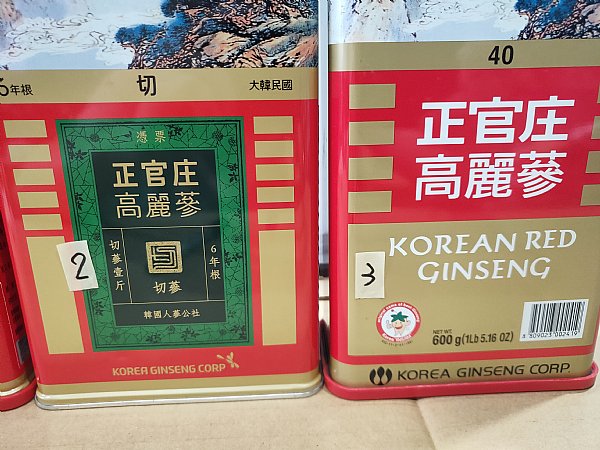 切
6年根
大韓民國
憑票
正官庄
高麗蔘
切蔘壹斤
6年根
切蔘
韓國人蔘公社
2
KOREA GINSENG CORP
40
正官庄
高麗蔘
KOREAN RED
GINSENG
3
NET WT.
600 g(1Lb 5.16 OZ)
KOREA GINSENG CORP.